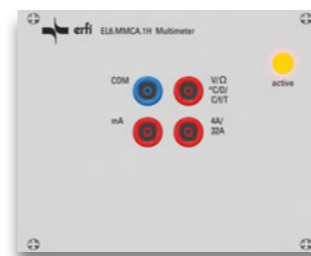 erfi EL6.MMCA.1H Multimeter
COM
V/Ω
°C/D/
C/f/T
active
mA
4A/
32A